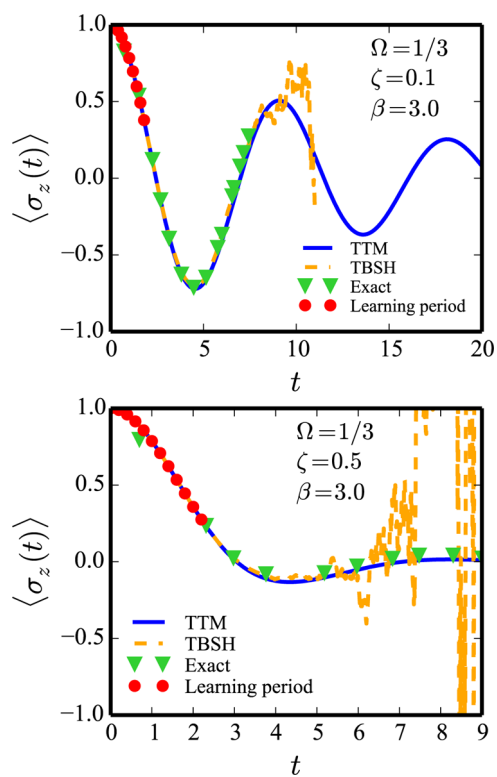 1.0
0.5
0.0
−0.5
−1.0
⟨σ_z(t)⟩
Ω=1/3
ζ=0.1
β=3.0
TTM
TBSH
Exact
Learning period
0 5 10 15 20
t
1.0
0.5
0.0
−0.5
−1.0
⟨σ_z(t)⟩
Ω=1/3
ζ=0.5
β=3.0
TTM
TBSH
Exact
Learning period
0 1 2 3 4 5 6 7 8 9
t